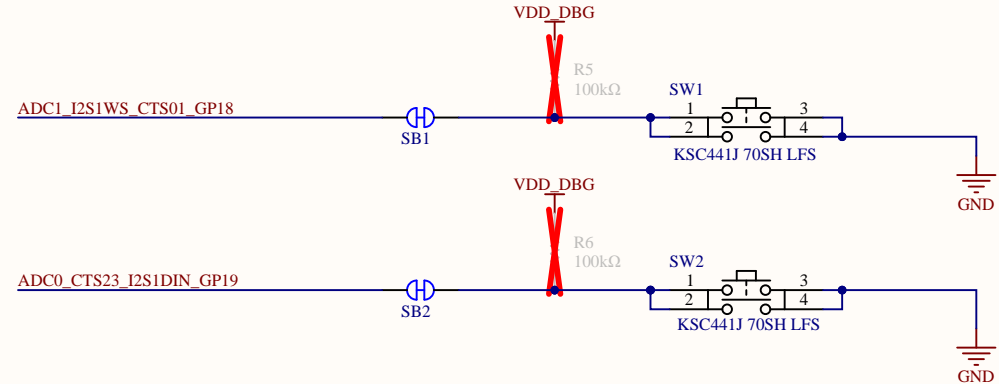 VDD_DBG
R5
100kΩ
ADC1_I2S1WS_CTS01_GP18
SB1
SW1
1
2
3
4
KSC441J 70SH LFS
GND
VDD_DBG
R6
100kΩ
ADC0_CTS23_I2S1DIN_GP19
SB2
SW2
1
2
3
4
KSC441J 70SH LFS
GND